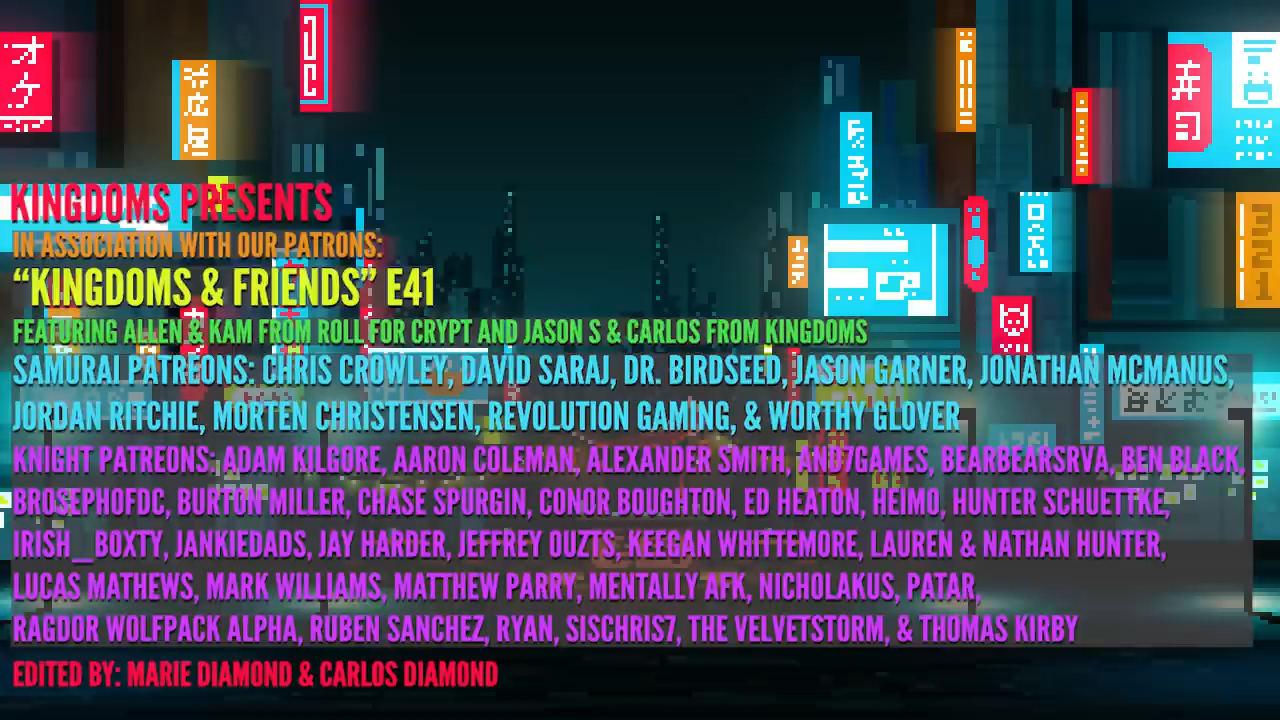 KINGDOMS PRESENTS
IN ASSOCIATION WITH OUR PATRONS:
“KINGDOMS & FRIENDS” E41
FEATURING ALLEN & KAM FROM ROLL FOR CRYPT AND JASON S & CARLOS FROM KINGDOMS
SAMURAI PATREONS: CHRIS CROWLEY, DAVID SARAJ, DR. BIRDSEED, JASON GARNER, JONATHAN MCMANUS,
JORDAN RITCHIE, MORTEN CHRISTENSEN, REVOLUTION GAMING, & WORTHY GLOVER
KNIGHT PATREONS: ADAM KILGORE, AARON COLEMAN, ALEXANDER SMITH, AND7GAMES, BEARBEARSRVA, BEN BLACK,
BROSEPHOFDC, BURTON MILLER, CHASE SPURGIN, CONOR BOUGHTON, ED HEATON, HEIMO, HUNTER SCHUETTKE,
IRISH_BOXTY, JANKIEDADS, JAY HARDER, JEFFREY OUZTS, KEEGAN WHITTEMORE, LAUREN & NATHAN HUNTER,
LUCAS MATHEWS, MARK WILLIAMS, MATTHEW PARRY, MENTALLY AFK, NICHOLAKUS, PATAR,
RAGDOR WOLFPACK ALPHA, RUBEN SANCHEZ, RYAN, SISCHRIS7, THE VELVETSTORM, & THOMAS KIRBY
EDITED BY: MARIE DIAMOND & CARLOS DIAMOND
オケ
321